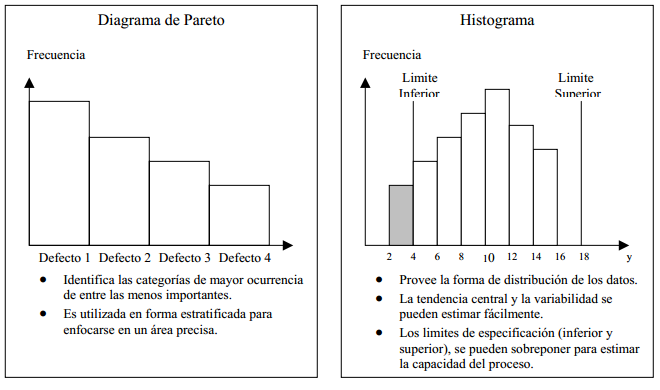 Diagrama de Pareto
Frecuencia
Defecto 1 Defecto 2 Defecto 3 Defecto 4
● Identifica las categorías de mayor ocurrencia
de entre las menos importantes.
● Es utilizada en forma estratificada para
enfocarse en un área precisa.
Histograma
Frecuencia
Limite
Inferior
Limite
Superior
2 4 6 8 10 12 14 16 18 y
● Provee la forma de distribución de los datos.
● La tendencia central y la variabilidad se
pueden estimar fácilmente.
● Los limites de especificación (inferior y
superior), se pueden sobreponer para estimar
la capacidad del proceso.